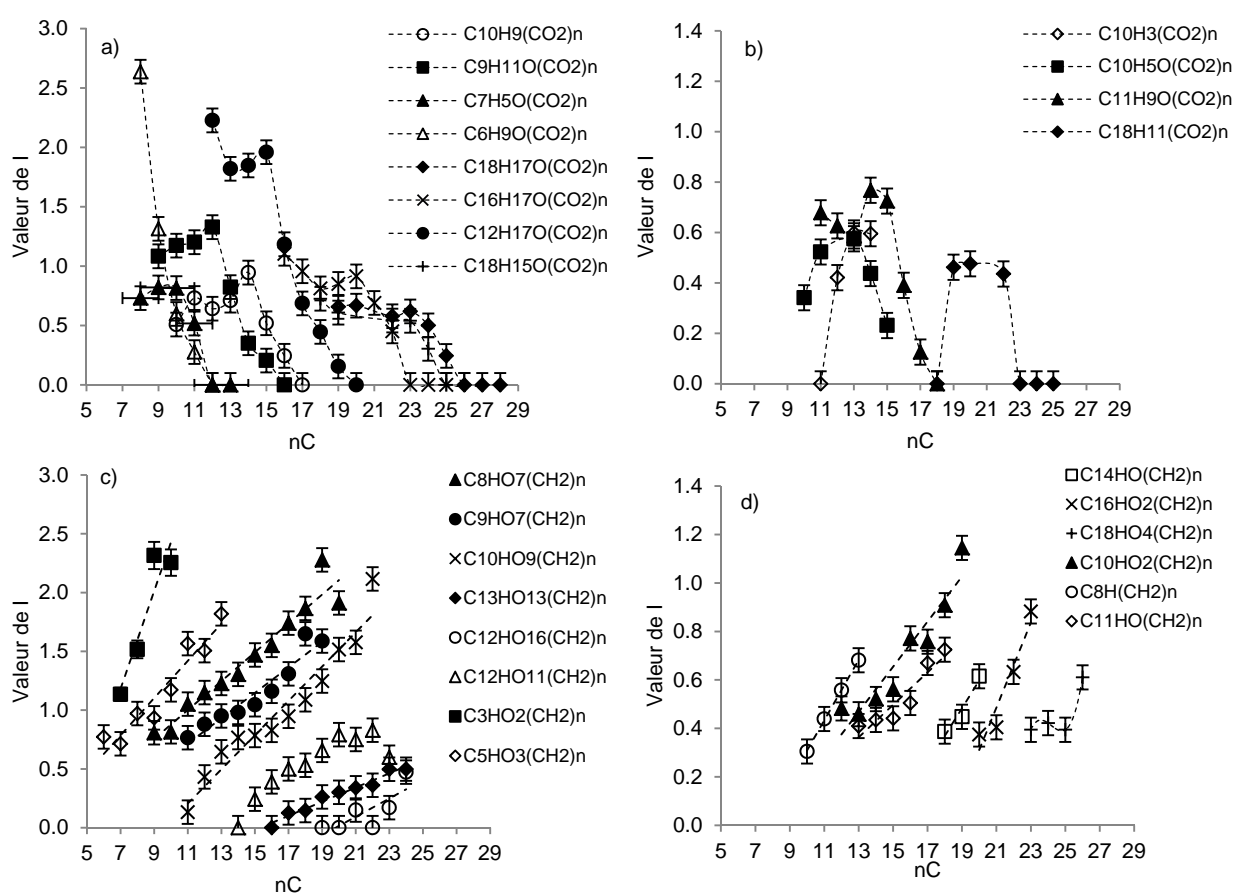 a)
C10H9(CO2)n
C9H11O(CO2)n
C7H5O(CO2)n
C6H9O(CO2)n
C18H17O(CO2)n
C16H17O(CO2)n
C12H17O(CO2)n
C18H15O(CO2)n
3.0
2.5
2.0
1.5
1.0
0.5
0.0
Valeur de I
5 7 9 11 13 15 17 19 21 23 25 27 29
nC
b)
C10H3(CO2)n
C10H5O(CO2)n
C11H9O(CO2)n
C18H11(CO2)n
1.4
1.2
1.0
0.8
0.6
0.4
0.2
0.0
Valeur de I
5 7 9 11 13 15 17 19 21 23 25 27 29
nC
c)
C8HO7(CH2)n
C9HO7(CH2)n
C10HO9(CH2)n
C13HO13(CH2)n
C12HO16(CH2)n
C12HO11(CH2)n
C3HO2(CH2)n
C5HO3(CH2)n
3.0
2.5
2.0
1.5
1.0
0.5
0.0
Valeur de I
5 7 9 11 13 15 17 19 21 23 25 27 29
nC
d)
C14HO(CH2)n
C16HO2(CH2)n
C18HO4(CH2)n
C10HO2(CH2)n
C8H(CH2)n
C11HO(CH2)n
1.4
1.2
1.0
0.8
0.6
0.4
0.2
0.0
Valeur de I
5 7 9 11 13 15 17 19 21 23 25 27 29
nC